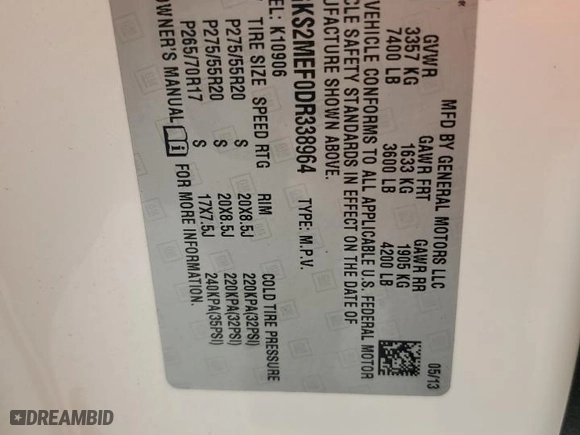 MFD BY GENERAL MOTORS LLC 05/13
GVWR GAWR FRT GAWR RR
3357 KG 1633 KG 1905 KG
7400 LB 3600 LB 4200 LB
VEHICLE CONFORMS TO ALL APPLICABLE U.S. FEDERAL MOTOR
CLE SAFETY STANDARDS IN EFFECT ON THE DATE OF
UFACTURE SHOWN ABOVE.
KS2MEF0DR338964 TYPE: M.P.V.
EL: K10906
TIRE SIZE SPEED RTG RIM COLD TIRE PRESSURE
P275/55R20 S 20X8.5J 220KPA(32PSI)
P275/55R20 S 20X8.5J 220KPA(32PSI)
P265/70R17 S 17X7.5J 240KPA(35PSI)
OWNER'S MANUAL FOR MORE INFORMATION.
DREAMBID